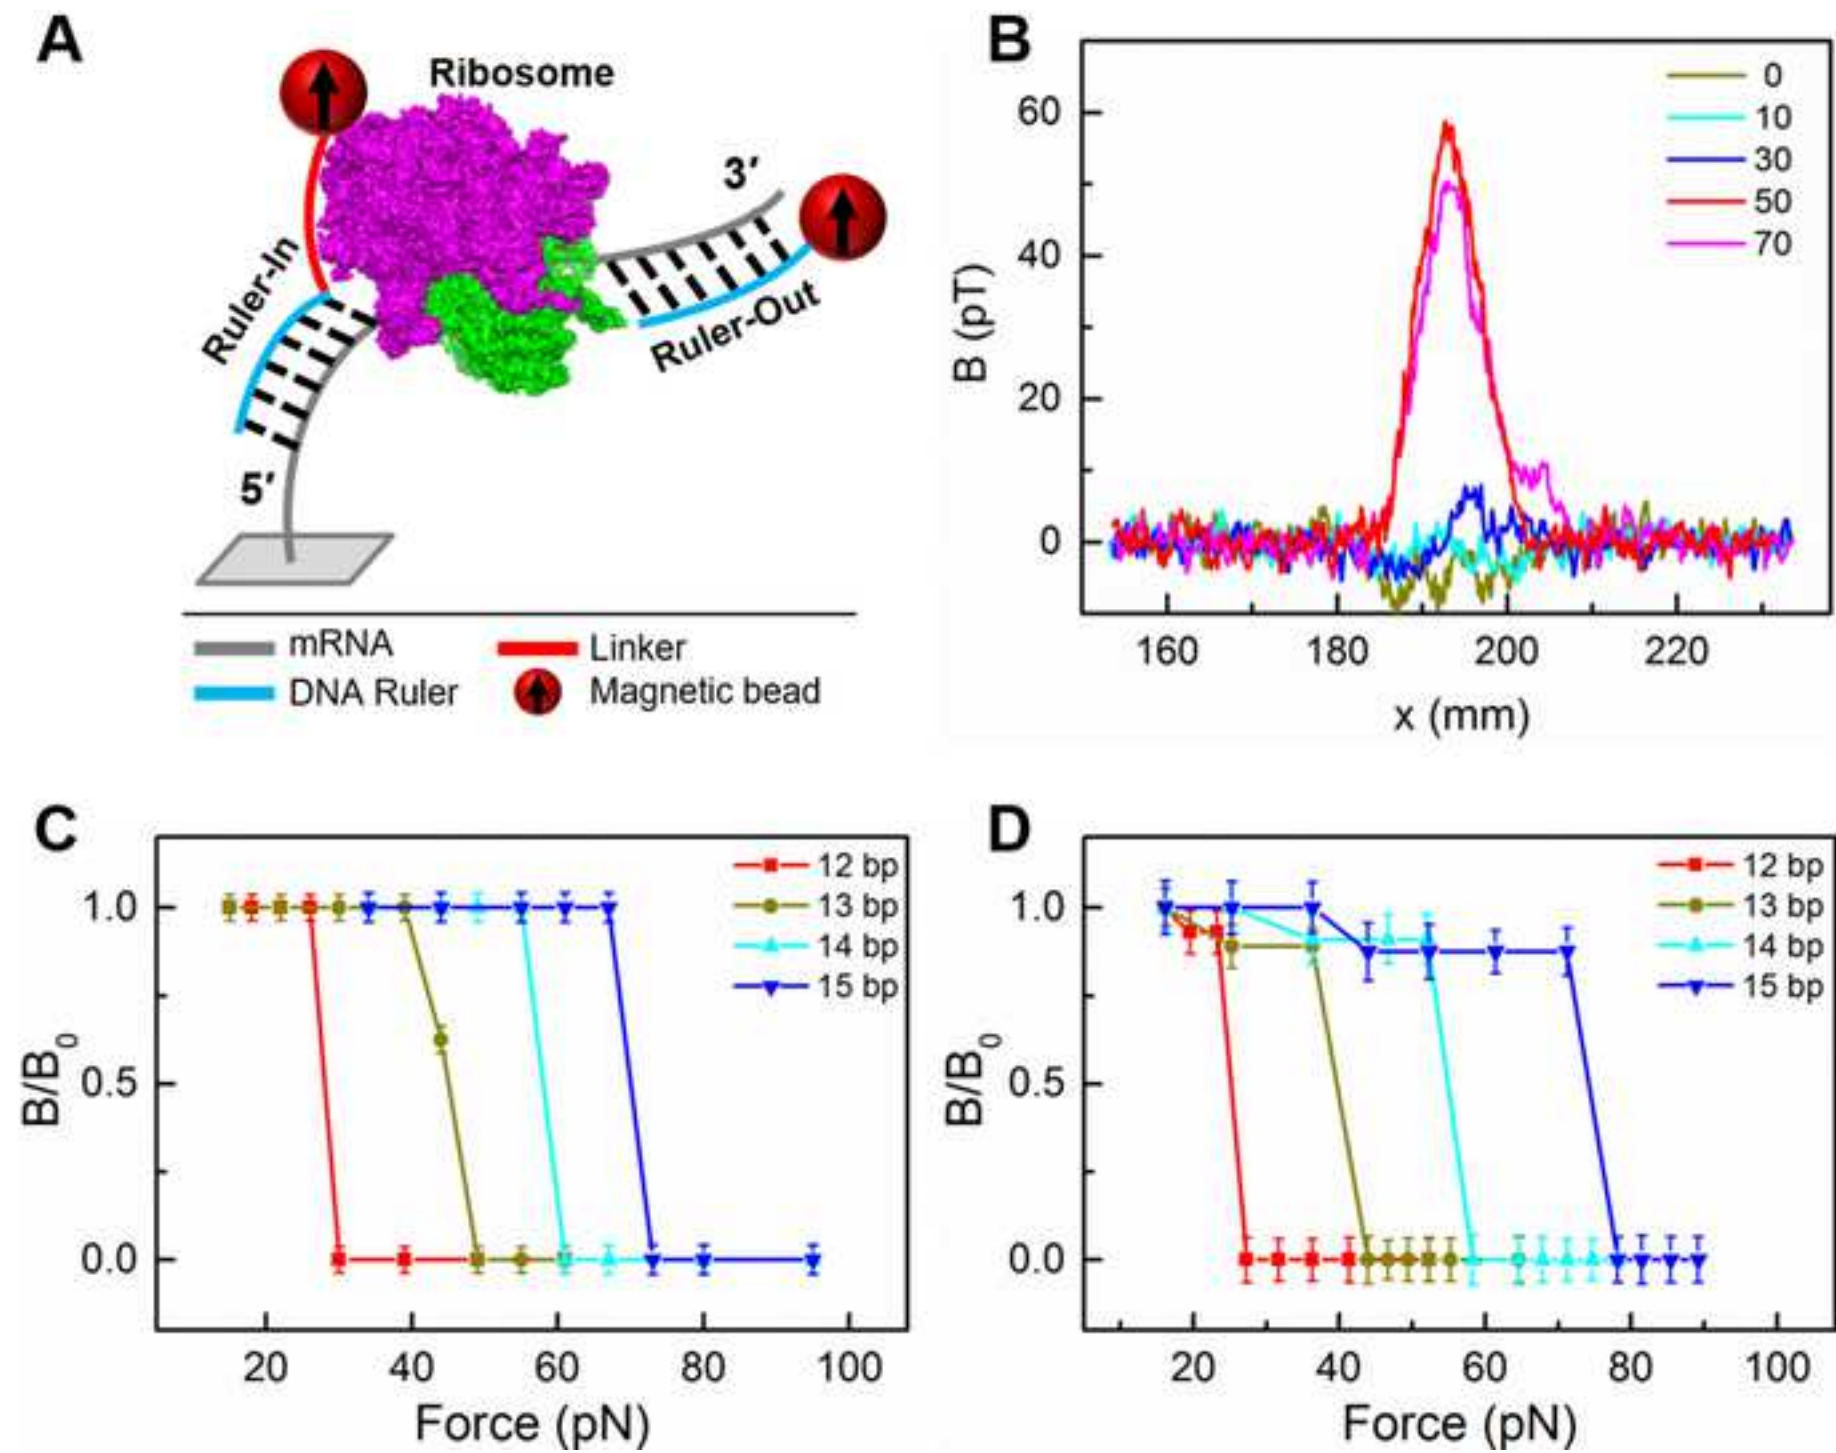 A
Ribosome
3′
Ruler-In
Ruler-Out
5′
mRNA
Linker
DNA Ruler
Magnetic bead
B
0
10
30
50
70
60
40
20
0
B (pT)
160 180 200 220
x (mm)
C
12 bp
13 bp
14 bp
15 bp
1.0
0.5
0.0
B/B₀
20 40 60 80 100
Force (pN)
D
12 bp
13 bp
14 bp
15 bp
1.0
0.5
0.0
B/B₀
20 40 60 80 100
Force (pN)